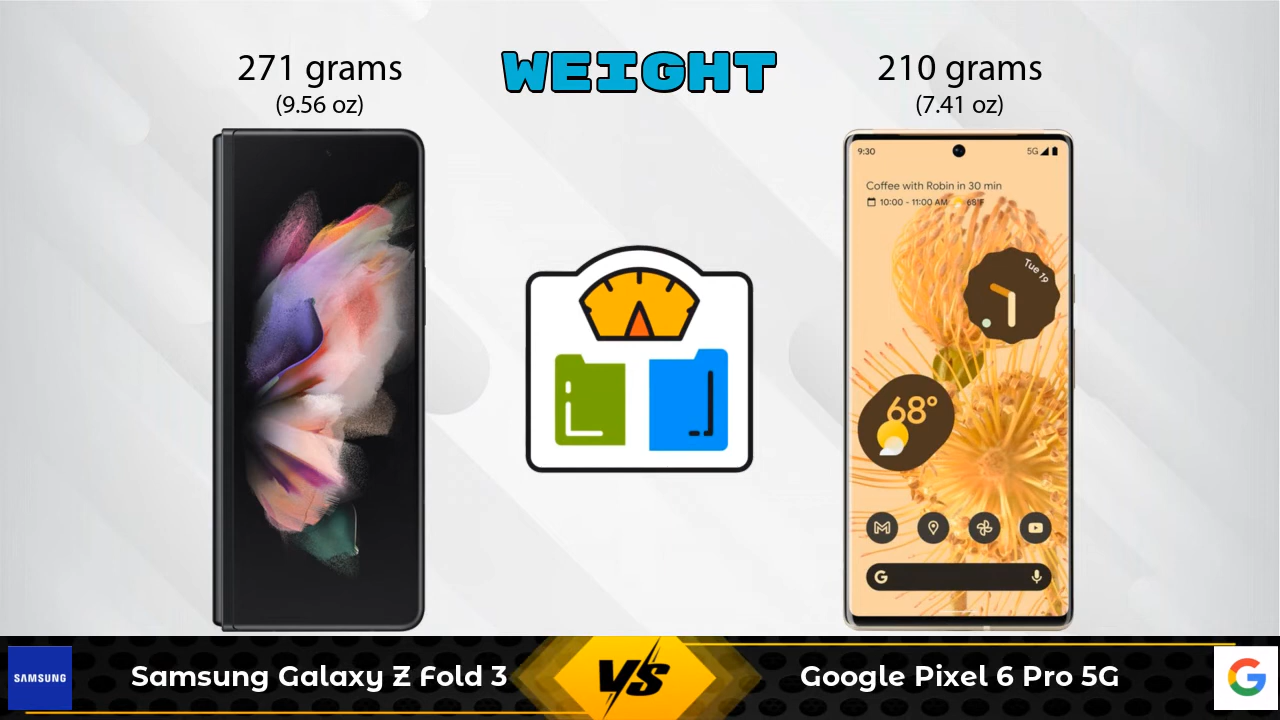 271 grams
(9.56 oz)
WEIGHT
210 grams
(7.41 oz)
9:30
5G
Coffee with Robin in 30 min
10:00 - 11:00 AM 68°F
Tue 19
68°
G
SAMSUNG
Samsung Galaxy Z Fold 3
VS
Google Pixel 6 Pro 5G
G